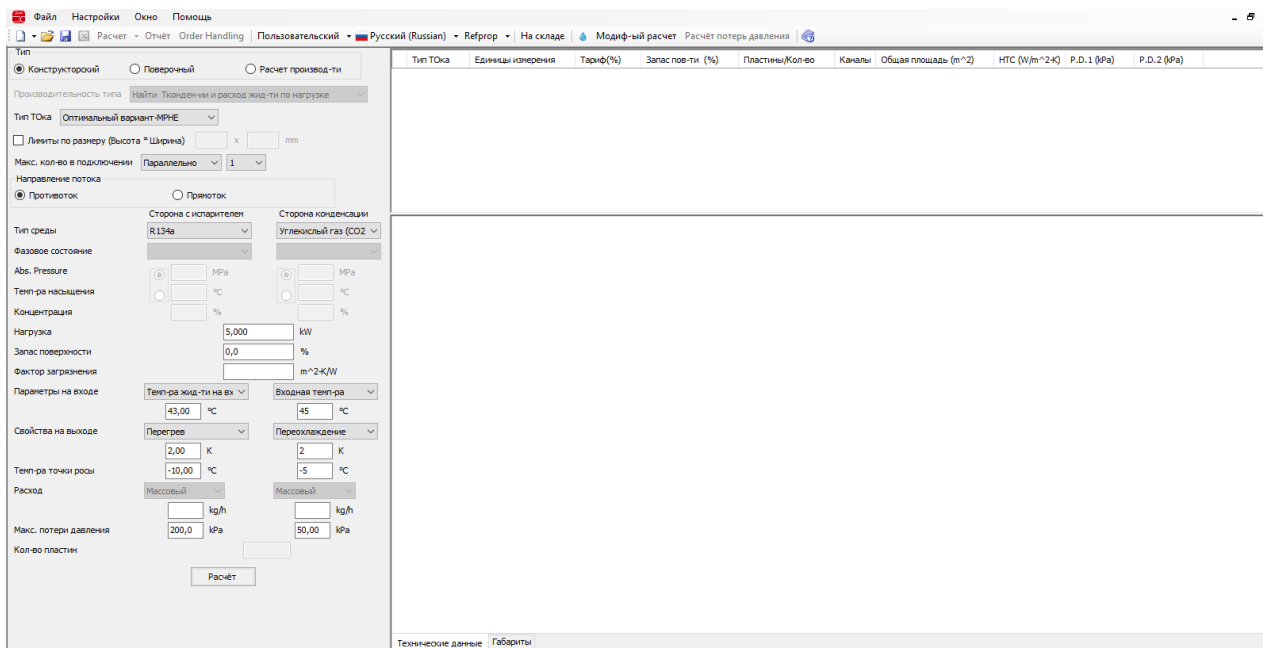 Файл Настройки Окно Помощь
Расчет Отчёт Order Handling Пользовательский Русский (Russian) Refprop На складе Модиф-ый расчет Расчёт потерь давления
Тип
Конструкторский Поверочный Расчет производ-ти
Производительность типа Найти Tконден-ии и расход жид-ти по нагрузке
Тип ТОка Оптимальный вариант-MPHE
Лимиты по размеру (Высота * Ширина) x mm
Макс. кол-во в подключении Параллельно 1
Направление потока
Противоток Прямоток
Сторона с испарителем Сторона конденсации
Тип среды R134a Углекислый газ (CO2
Фазовое состояние
Abs. Pressure MPa MPa
Темп-ра насыщения °C °C
Концентрация % %
Нагрузка 5,000 kW
Запас поверхности 0,0 %
Фактор загрязнения m^2-K/W
Параметры на входе Темп-ра жид-ти на вх Входная темп-ра
43,00 °C 45 °C
Свойства на выходе Перегрев Переохлаждение
2,00 K 2 K
Темп-ра точки росы -10,00 °C -5 °C
Расход Массовый Массовый
kg/h kg/h
Макс. потери давления 200,0 kPa 50,00 kPa
Кол-во пластин
Расчёт
Тип ТОка Единицы измерения Тариф(%) Запас пов-ти (%) Пластины/Кол-во Каналы Общая площадь (m^2) HTC (W/m^2-K) P.D.1 (kPa) P.D.2 (kPa)
Технические данные Габариты